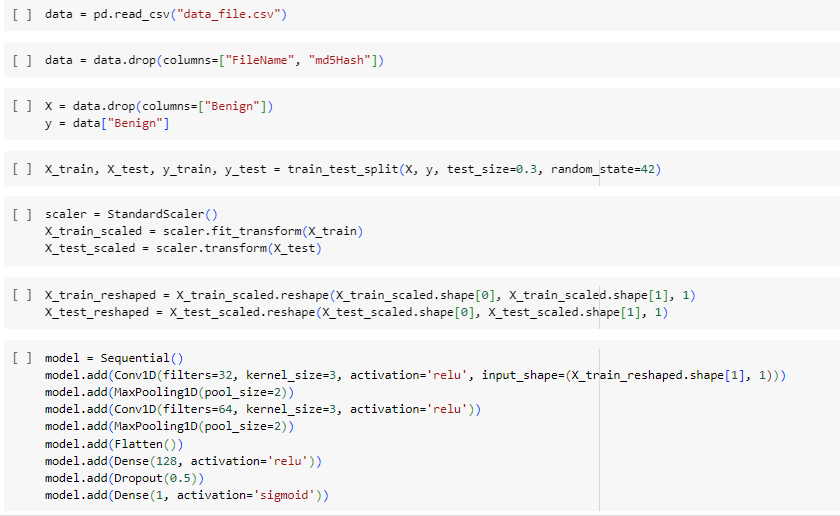 [ ] data = pd.read_csv("data_file.csv")
[ ] data = data.drop(columns=["FileName", "md5Hash"])
[ ] X = data.drop(columns=["Benign"])
y = data["Benign"]
[ ] X_train, X_test, y_train, y_test = train_test_split(X, y, test_size=0.3, random_state=42)
[ ] scaler = StandardScaler()
X_train_scaled = scaler.fit_transform(X_train)
X_test_scaled = scaler.transform(X_test)
[ ] X_train_reshaped = X_train_scaled.reshape(X_train_scaled.shape[0], X_train_scaled.shape[1], 1)
X_test_reshaped = X_test_scaled.reshape(X_test_scaled.shape[0], X_test_scaled.shape[1], 1)
[ ] model = Sequential()
model.add(Conv1D(filters=32, kernel_size=3, activation='relu', input_shape=(X_train_reshaped.shape[1], 1)))
model.add(MaxPooling1D(pool_size=2))
model.add(Conv1D(filters=64, kernel_size=3, activation='relu'))
model.add(MaxPooling1D(pool_size=2))
model.add(Flatten())
model.add(Dense(128, activation='relu'))
model.add(Dropout(0.5))
model.add(Dense(1, activation='sigmoid'))